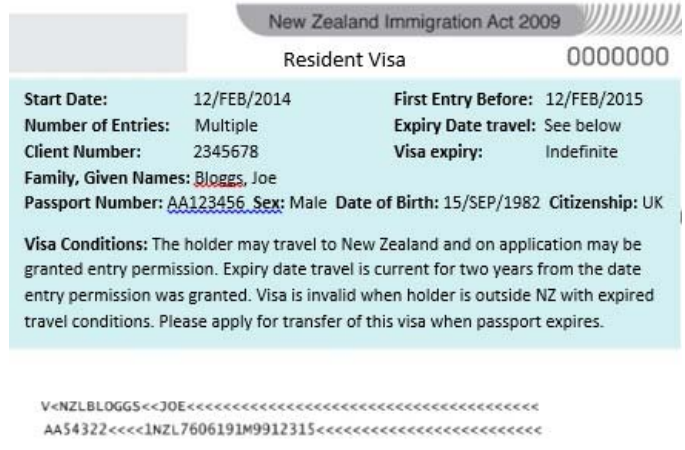 New Zealand Immigration Act 2009
Resident Visa 0000000
Start Date: 12/FEB/2014 First Entry Before: 12/FEB/2015
Number of Entries: Multiple Expiry Date travel: See below
Client Number: 2345678 Visa expiry: Indefinite
Family, Given Names: Bloggs, Joe
Passport Number: AA123456 Sex: Male Date of Birth: 15/SEP/1982 Citizenship: UK
Visa Conditions: The holder may travel to New Zealand and on application may be
granted entry permission. Expiry date travel is current for two years from the date
entry permission was granted. Visa is invalid when holder is outside NZ with expired
travel conditions. Please apply for transfer of this visa when passport expires.
V<NZLBLOGGS<<JOE<<<<<<<<<<<<<<<<<<<<<<<<<<<<<<<<<<<<<<<<
AA54322<<<<1NZL7606191M9912315<<<<<<<<<<<<<<<<<<<<<<<<<<